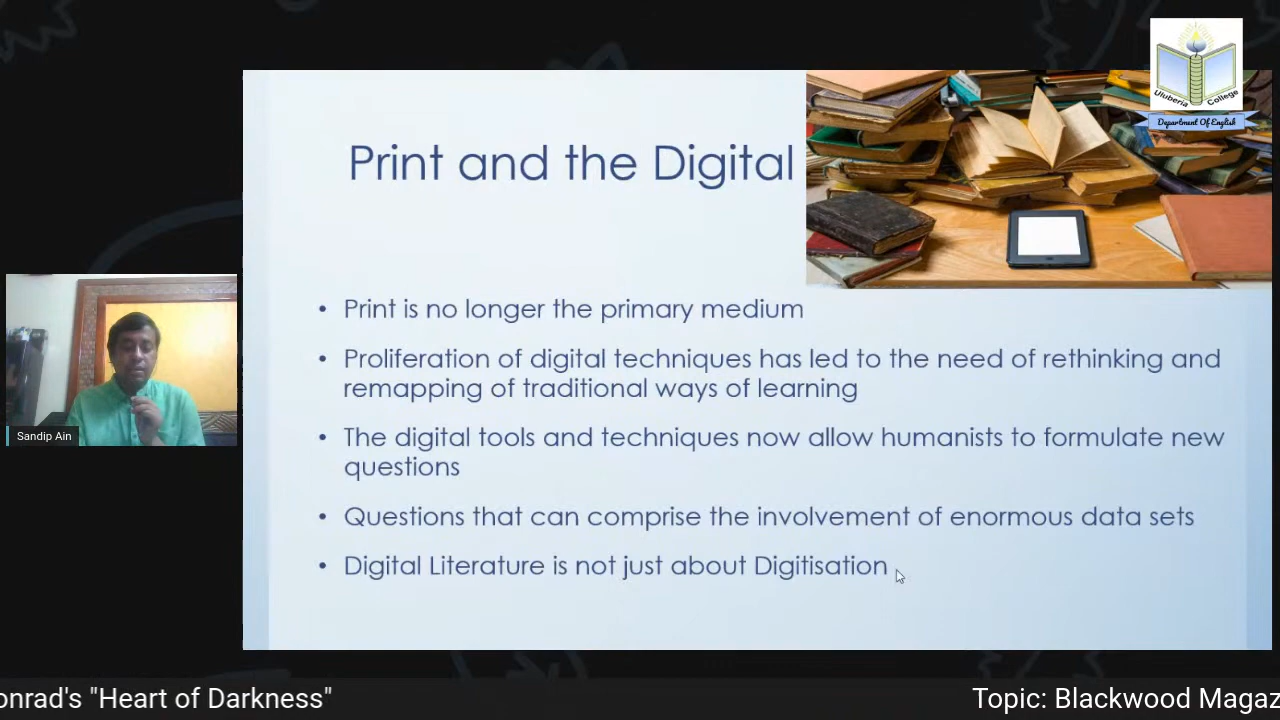 Uluberia College
Department Of English
Print and the Digital
• Print is no longer the primary medium
• Proliferation of digital techniques has led to the need of rethinking and
remapping of traditional ways of learning
• The digital tools and techniques now allow humanists to formulate new
questions
• Questions that can comprise the involvement of enormous data sets
• Digital Literature is not just about Digitisation
Sandip Ain
onrad's "Heart of Darkness"
Topic: Blackwood Magaz